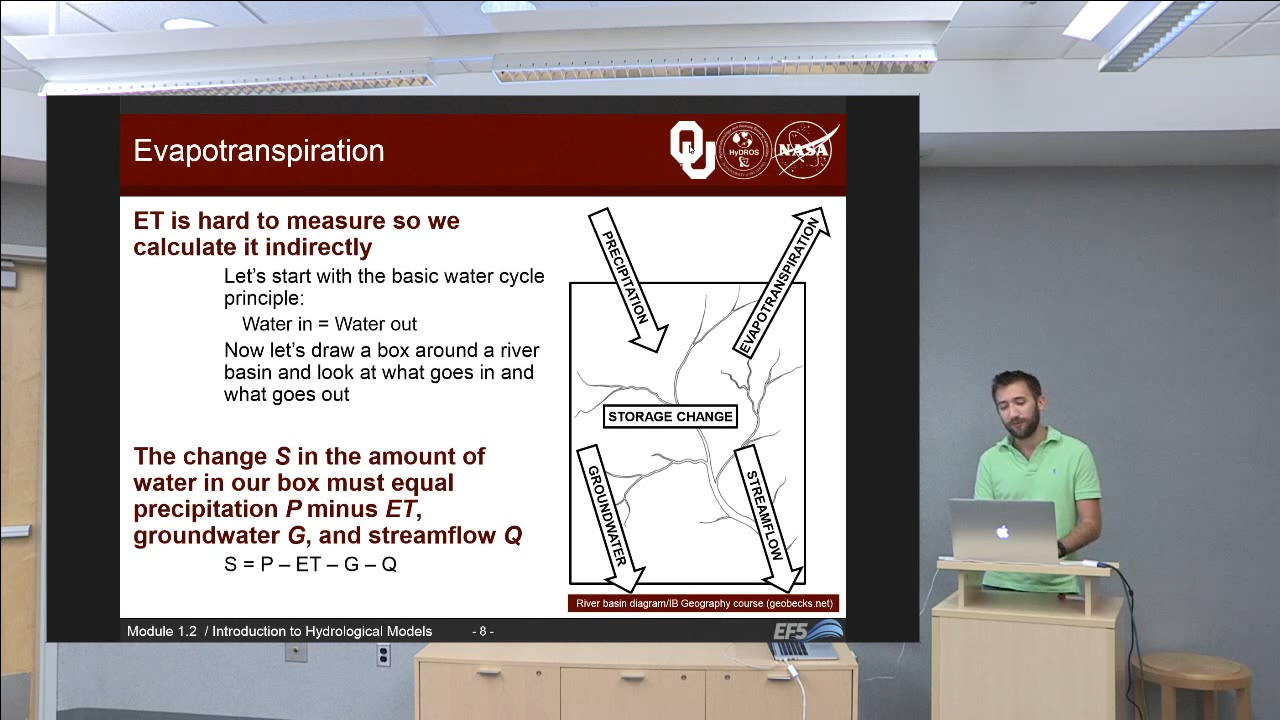 Evapotranspiration
OU
HyDROS
NASA
ET is hard to measure so we
calculate it indirectly
Let's start with the basic water cycle
principle:
Water in = Water out
Now let's draw a box around a river
basin and look at what goes in and
what goes out
The change S in the amount of
water in our box must equal
precipitation P minus ET,
groundwater G, and streamflow Q
S = P – ET – G – Q
PRECIPITATION
EVAPOTRANSPIRATION
STORAGE CHANGE
GROUNDWATER
STREAMFLOW
River basin diagram/IB Geography course (geobecks.net)
Module 1.2 / Introduction to Hydrological Models
- 8 -
EF5